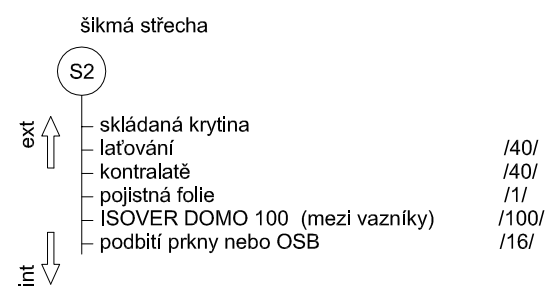 šikmá střecha
S2
ext
skládaná krytina
laťování /40/
kontralatě /40/
pojistná folie /1/
ISOVER DOMO 100 (mezi vazníky) /100/
podbití prkny nebo OSB /16/
int